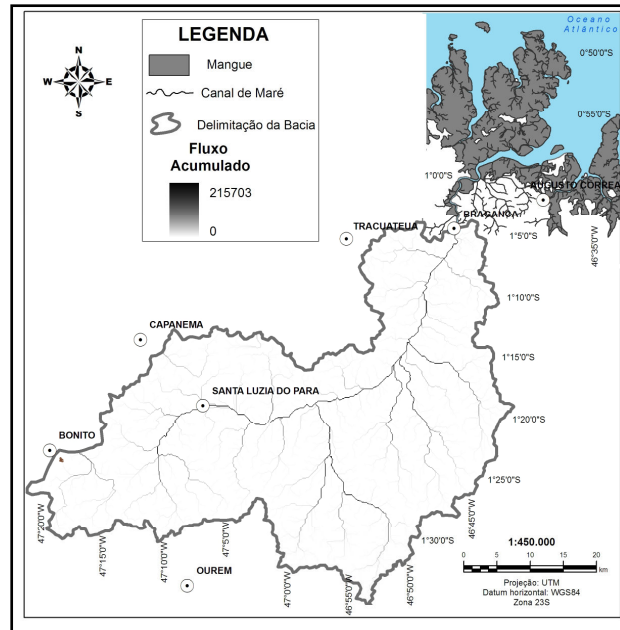 N
W E
S
LEGENDA
Mangue
Canal de Maré
Delimitação da Bacia
Fluxo
Acumulado
215703
0
Oceano
Atlântico
0°50'0"S
0°55'0"S
1°0'0"S
AUGUSTO CORREA
BRAGANÇA
TRACUATEUA
1°5'0"S
46°35'0"W
1°10'0"S
CAPANEMA
1°15'0"S
SANTA LUZIA DO PARA
1°20'0"S
BONITO
1°25'0"S
47°20'0"W
47°15'0"W
47°10'0"W
47°5'0"W
47°0'0"W
46°55'0"W
46°50'0"W
46°45'0"W
1°30'0"S
OUREM
1:450.000
0 5 10 15 20
km
Projeção: UTM
Datum horizontal: WGS84
Zona 23S